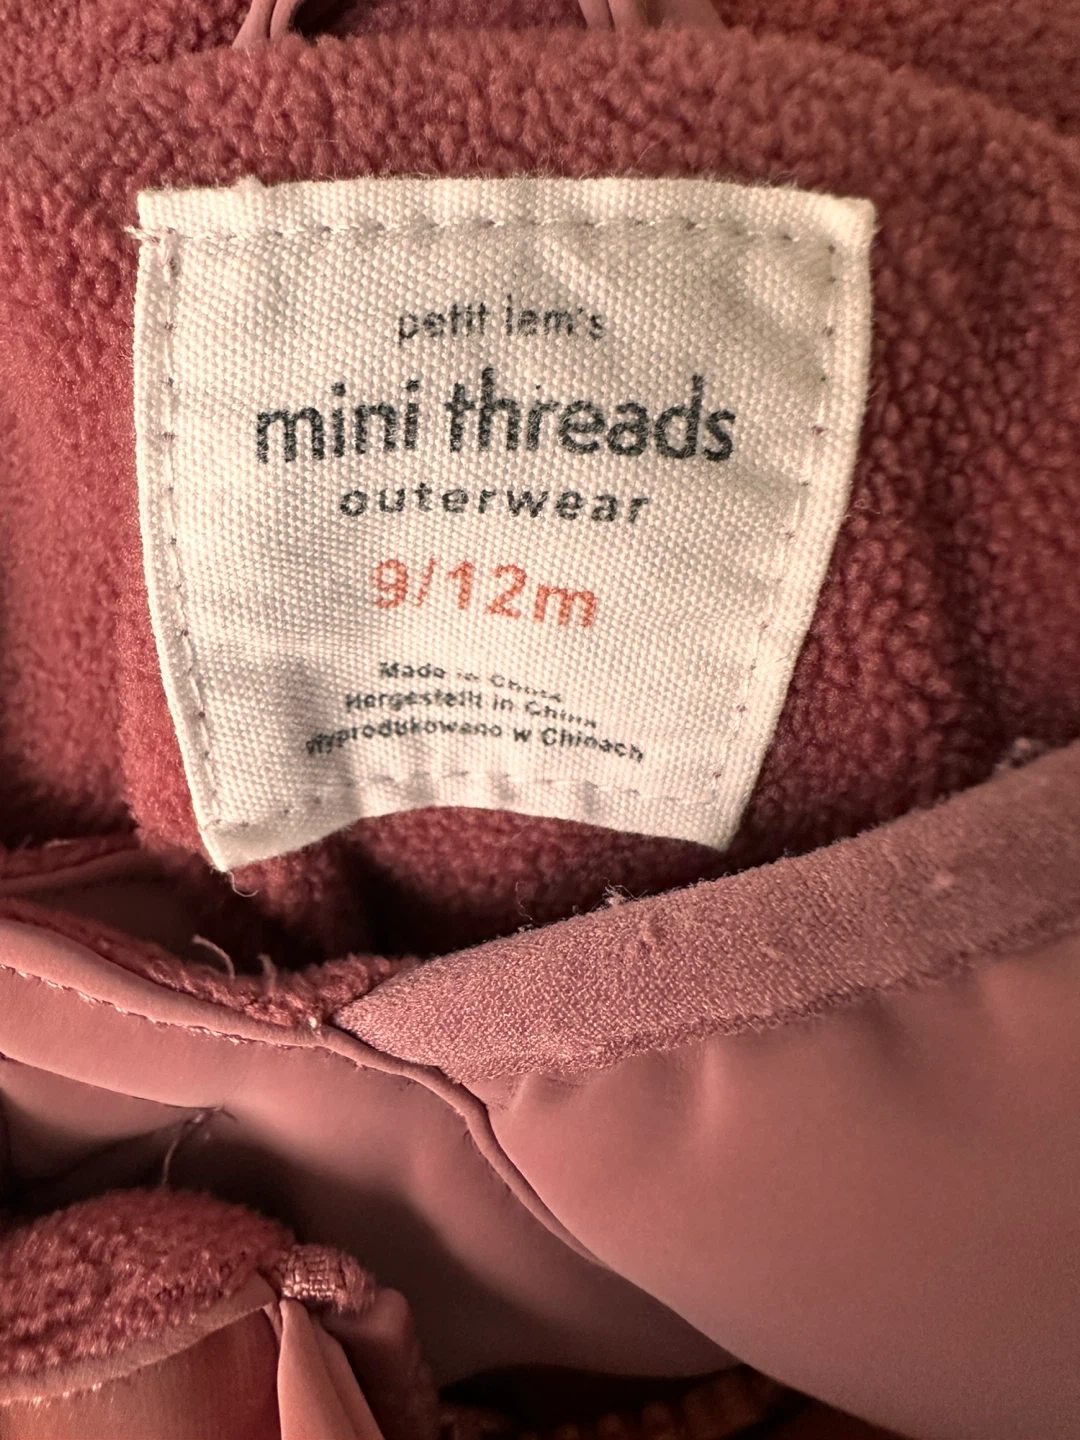 petit lem's
mini threads
outerwear
9/12m
Made in China
Hergestellt in China
Wyprodukowano w Chinach